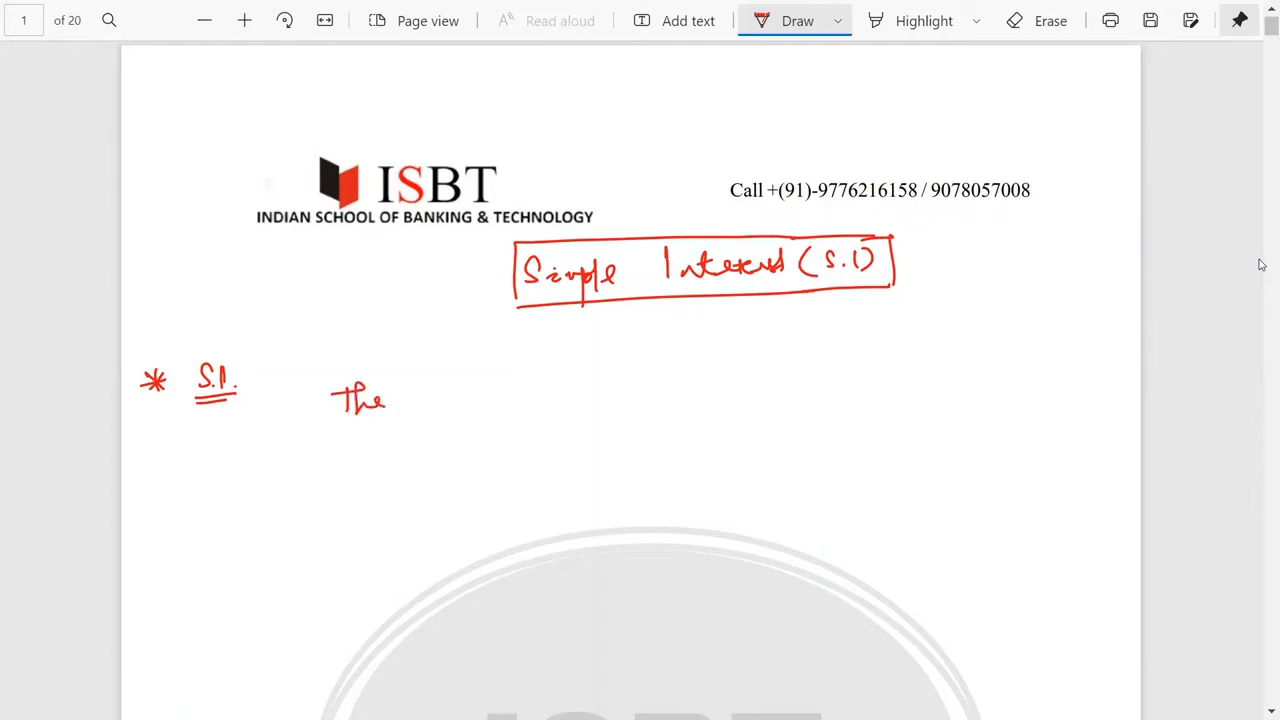 1 of 20 Page view Read aloud Add text Draw Highlight Erase
ISBT
INDIAN SCHOOL OF BANKING & TECHNOLOGY
Call +(91)-9776216158 / 9078057008
Simple Interest (S.I)
* S.I. The
ISBT